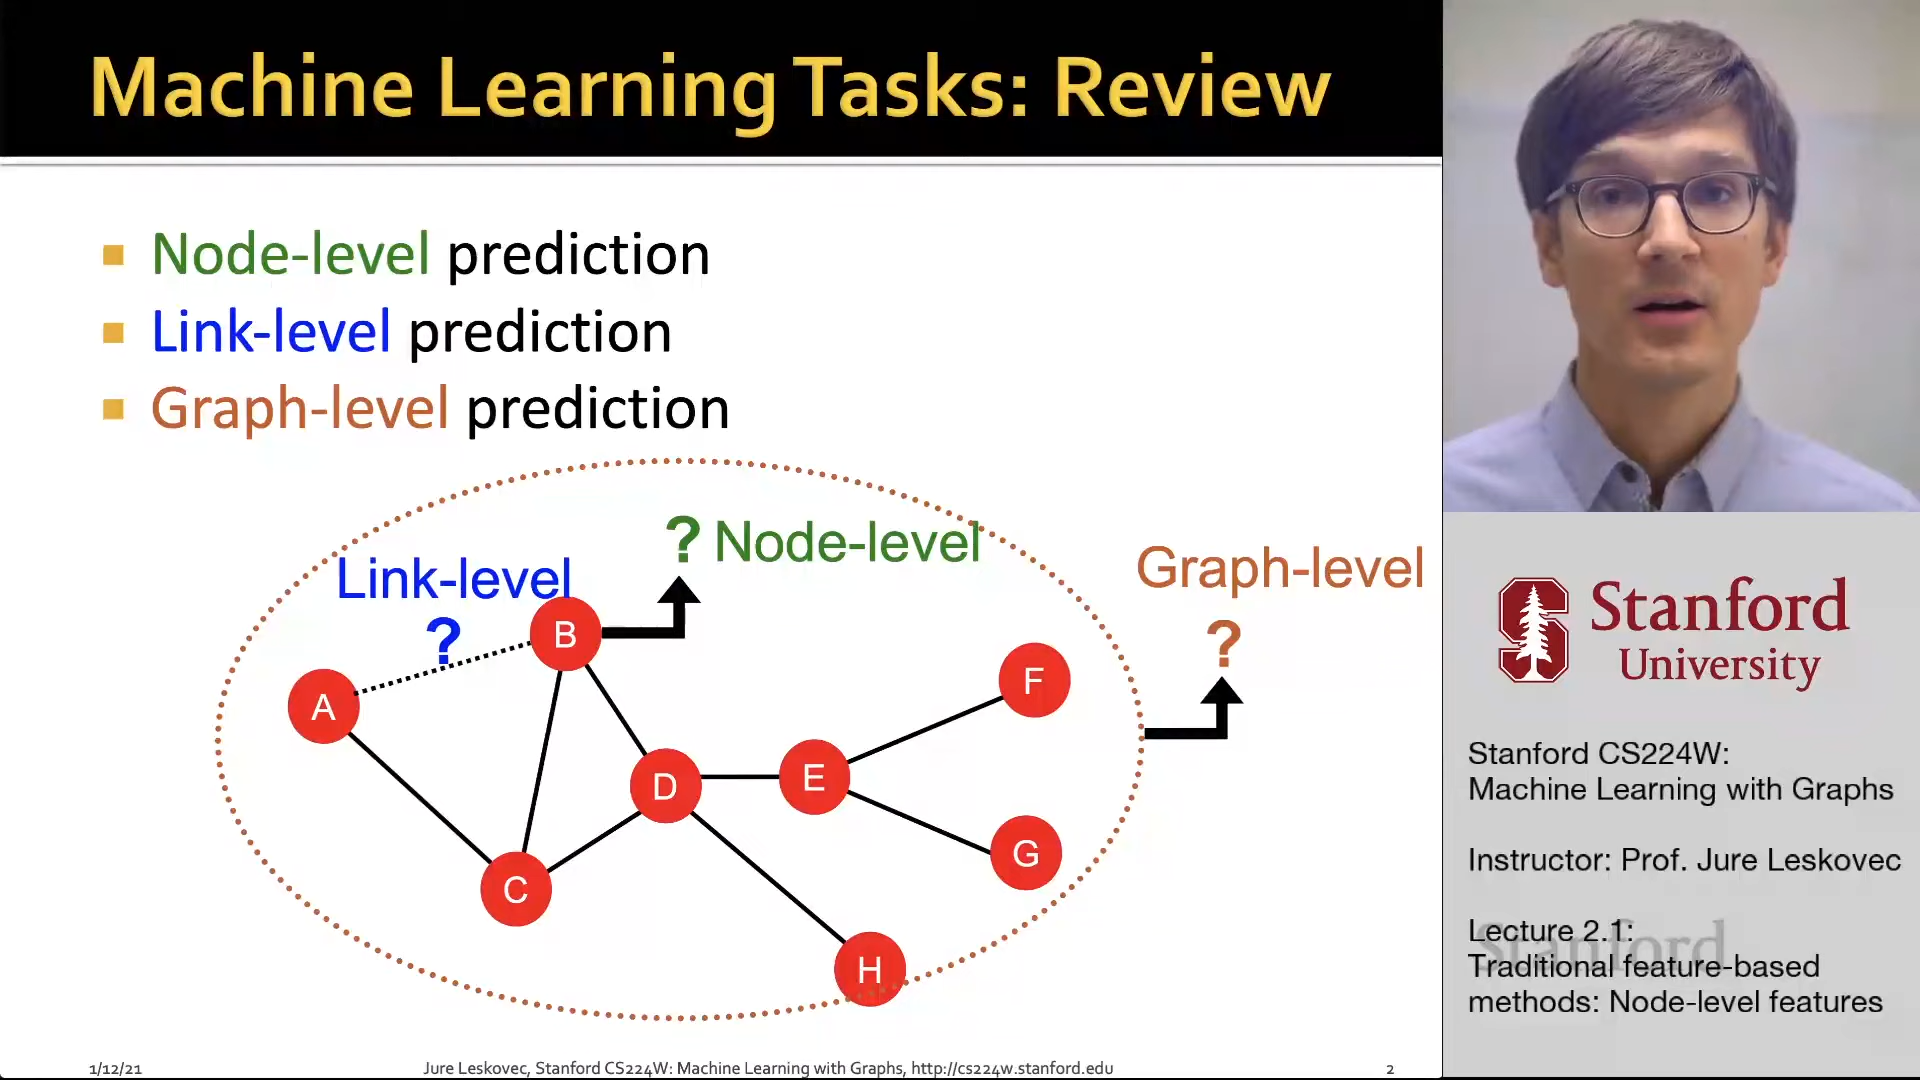 Machine Learning Tasks: Review
Node-level prediction
Link-level prediction
Graph-level prediction
? Node-level
Link-level
?
Graph-level
?
A
B
C
D
E
F
G
H
1/12/21
Jure Leskovec, Stanford CS224W: Machine Learning with Graphs, http://cs224w.stanford.edu
2
Stanford
University
Stanford CS224W:
Machine Learning with Graphs
Instructor: Prof. Jure Leskovec
Lecture 2.1:
Traditional feature-based
methods: Node-level features
Stanford